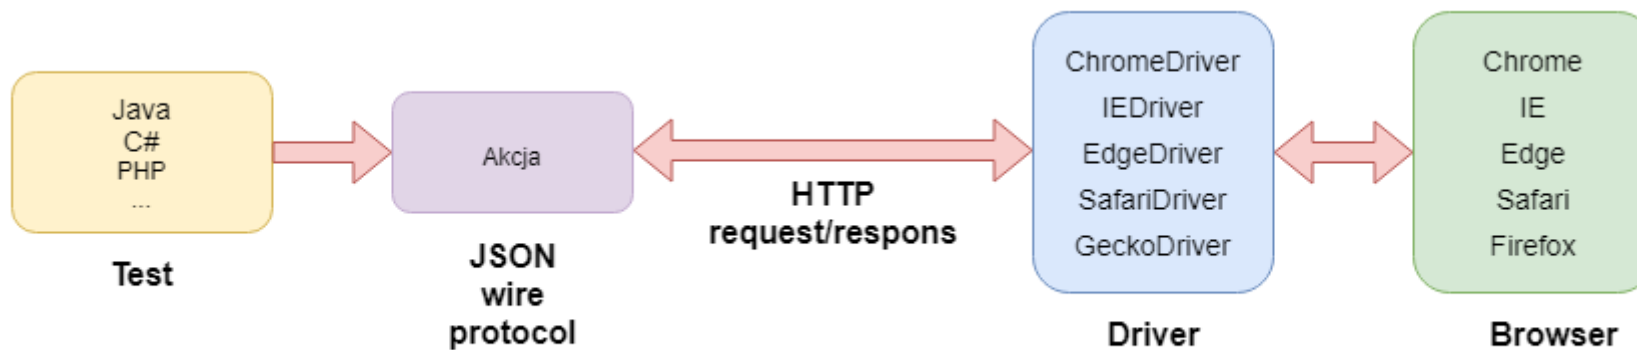 Java
C#
PHP
...
Test
Akcja
JSON
wire
protocol
HTTP
request/respons
ChromeDriver
IEDriver
EdgeDriver
SafariDriver
GeckoDriver
Driver
Chrome
IE
Edge
Safari
Firefox
Browser